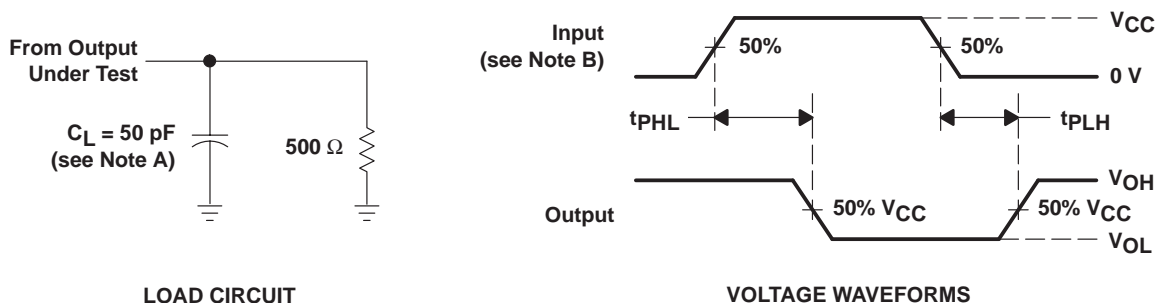 From Output
Under Test
CL = 50 pF
(see Note A)
500 Ω
LOAD CIRCUIT
Input
(see Note B)
50%
50%
VCC
0 V
tPHL
tPLH
Output
50% VCC
50% VCC
VOH
VOL
VOLTAGE WAVEFORMS